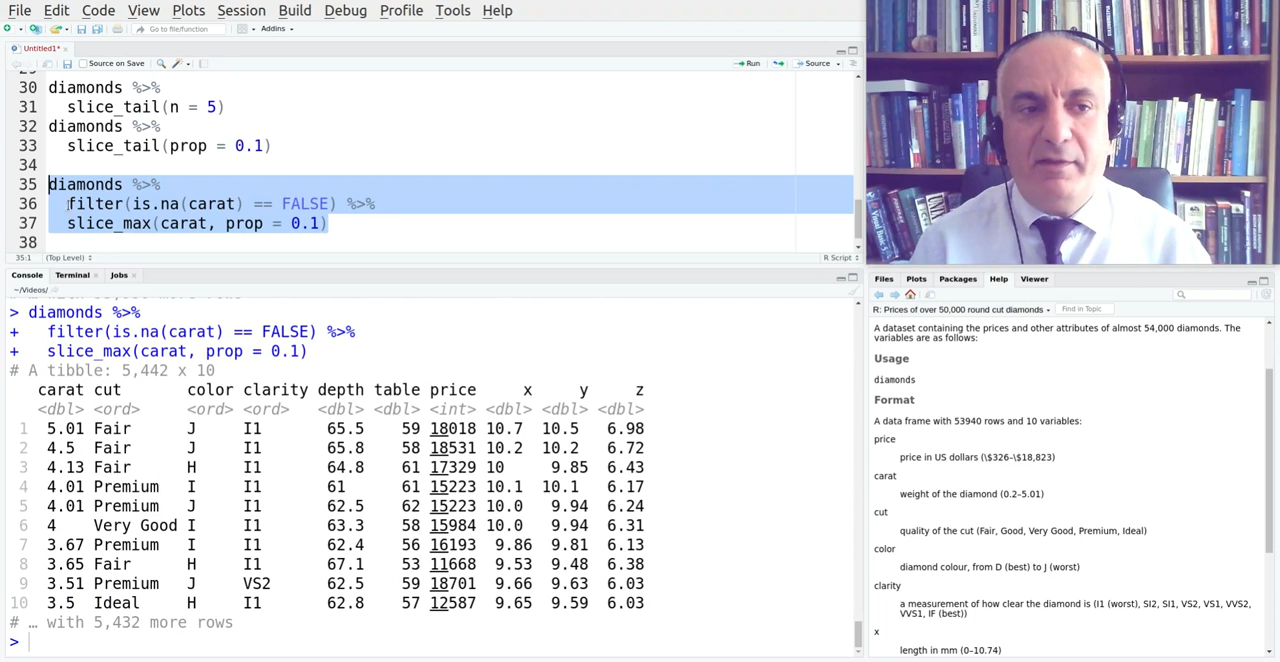 File Edit Code View Plots Session Build Debug Profile Tools Help
Go to file/function Addins
Untitled1*
Source on Save Run Source
30 diamonds %>%
31 slice_tail(n = 5)
32 diamonds %>%
33 slice_tail(prop = 0.1)
34
35 diamonds %>%
36 filter(is.na(carat) == FALSE) %>%
37 slice_max(carat, prop = 0.1)
38
35:1 (Top Level) R Script
Console Terminal Jobs
~/Videos/
> diamonds %>%
+ filter(is.na(carat) == FALSE) %>%
+ slice_max(carat, prop = 0.1)
# A tibble: 5,442 x 10
carat cut color clarity depth table price x y z
<dbl> <ord> <ord> <ord> <dbl> <dbl> <int> <dbl> <dbl> <dbl>
1 5.01 Fair J I1 65.5 59 18018 10.7 10.5 6.98
2 4.5 Fair J I1 65.8 58 18531 10.2 10.2 6.72
3 4.13 Fair H I1 64.8 61 17329 10 9.85 6.43
4 4.01 Premium I I1 61 61 15223 10.1 10.1 6.17
5 4.01 Premium J I1 62.5 62 15223 10.0 9.94 6.24
6 4 Very Good I I1 63.3 58 15984 10.0 9.94 6.31
7 3.67 Premium I I1 62.4 56 16193 9.86 9.81 6.13
8 3.65 Fair H I1 67.1 53 11668 9.53 9.48 6.38
9 3.51 Premium J VS2 62.5 59 18701 9.66 9.63 6.03
10 3.5 Ideal H I1 62.8 57 12587 9.65 9.59 6.03
# … with 5,432 more rows
>
Files Plots Packages Help Viewer
R: Prices of over 50,000 round cut diamonds Find in Topic
A dataset containing the prices and other attributes of almost 54,000 diamonds. The
variables are as follows:
Usage
diamonds
Format
A data frame with 53940 rows and 10 variables:
price
price in US dollars (\$326–\$18,823)
carat
weight of the diamond (0.2–5.01)
cut
quality of the cut (Fair, Good, Very Good, Premium, Ideal)
color
diamond colour, from D (best) to J (worst)
clarity
a measurement of how clear the diamond is (I1 (worst), SI2, SI1, VS2, VS1, VVS2,
VVS1, IF (best))
x
length in mm (0–10.74)